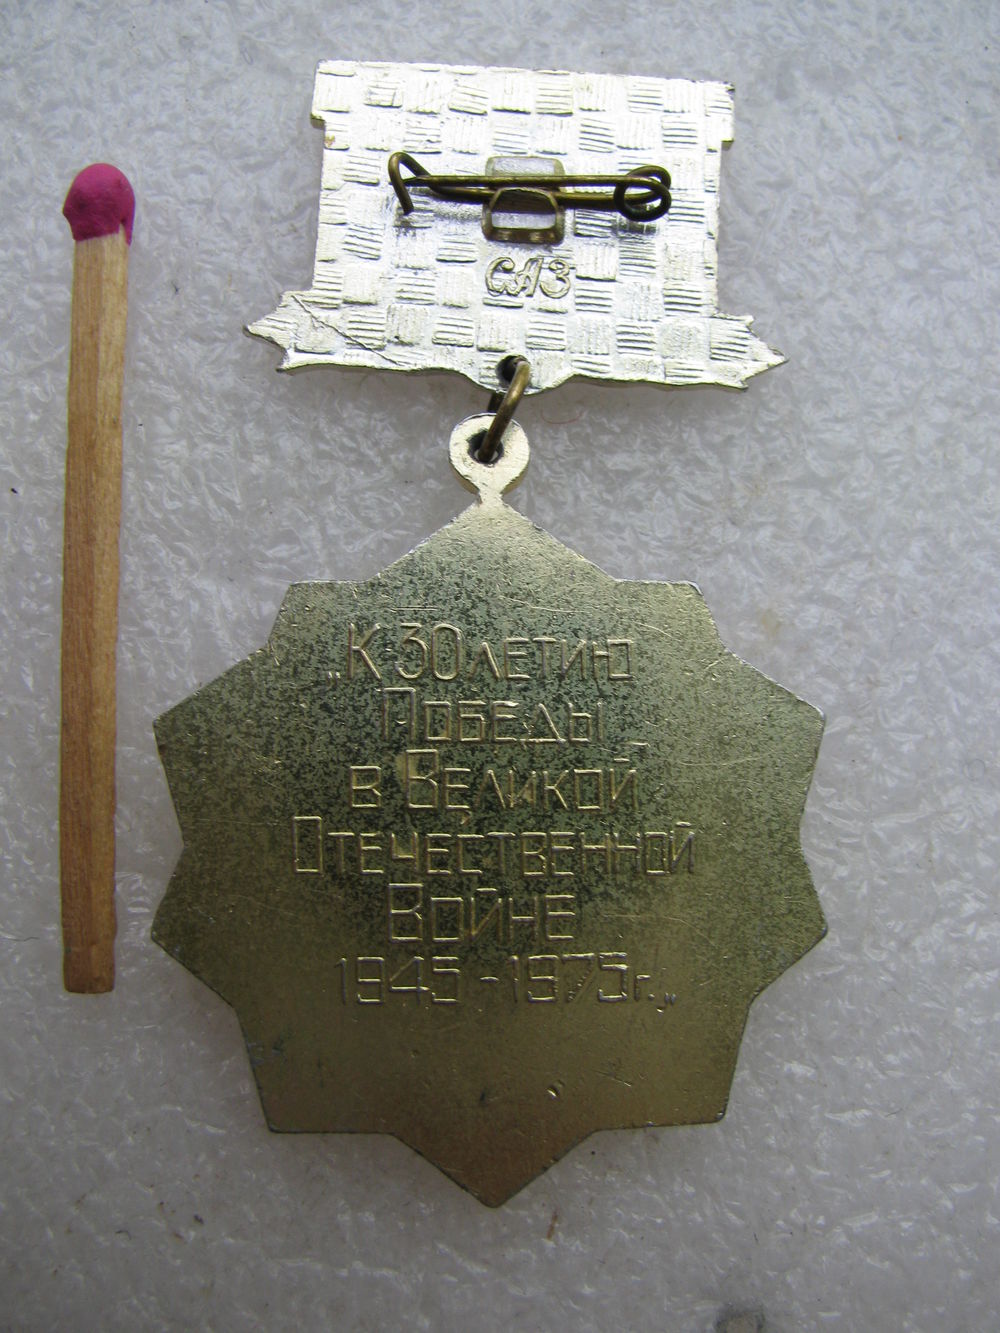 САЗ
„К 30летию
Победы
в Великой
Отечественной
Войне
1945-1975г.„